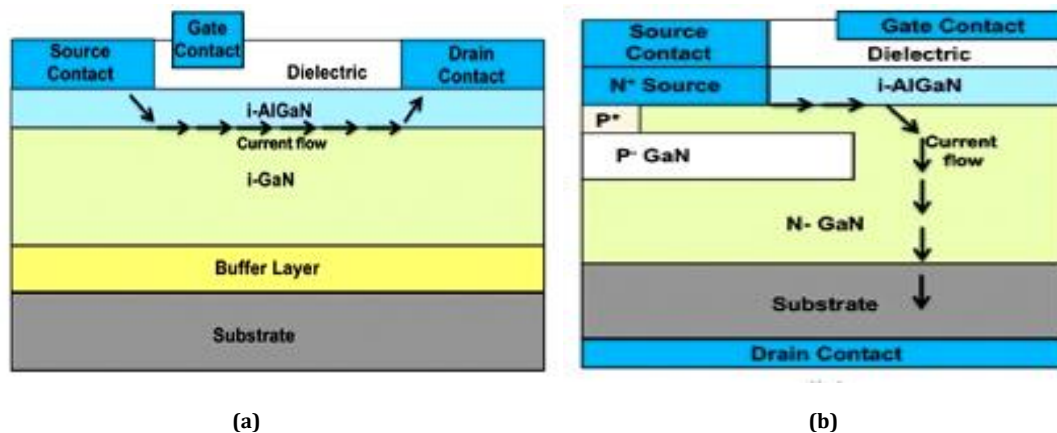 Gate
Contact
Source
Contact
Drain
Contact
Dielectric
i-AlGaN
Current flow
i-GaN
Buffer Layer
Substrate
(a)
Source
Contact
Gate Contact
Dielectric
N+ Source
i-AlGaN
P+
Current
flow
P- GaN
N- GaN
Substrate
Drain Contact
(b)